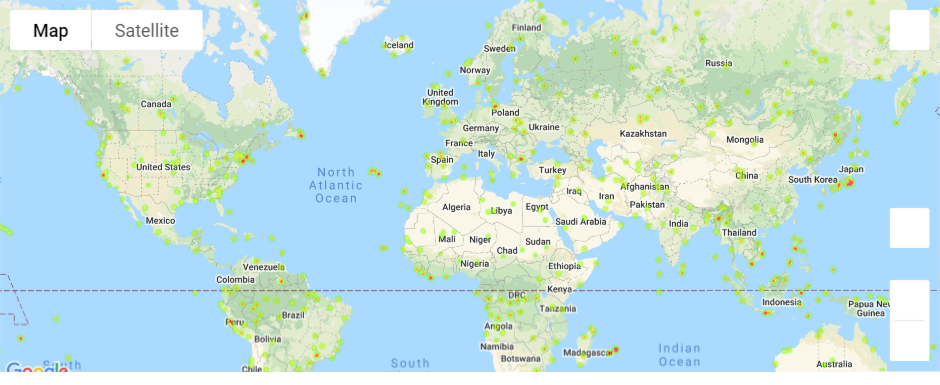 Map
Satellite
Finland
Iceland
Sweden
Norway
Russia
United
Kingdom
Canada
Poland
Germany
Ukraine
Kazakhstan
Mongolia
France
Spain
Italy
Turkey
United States
North
Atlantic
Ocean
China
Japan
South Korea
Iraq
Iran
Afghanistan
Pakistan
Mexico
Algeria
Libya
Egypt
Saudi Arabia
India
Thailand
Mali
Niger
Chad
Sudan
Nigeria
Ethiopia
Venezuela
Colombia
Kenya
DRC
Tanzania
Indonesia
Papua New
Guinea
Peru
Brazil
Angola
Bolivia
Namibia
Botswana
Madagascar
Indian
Ocean
Chile
South
South
Australia
Google